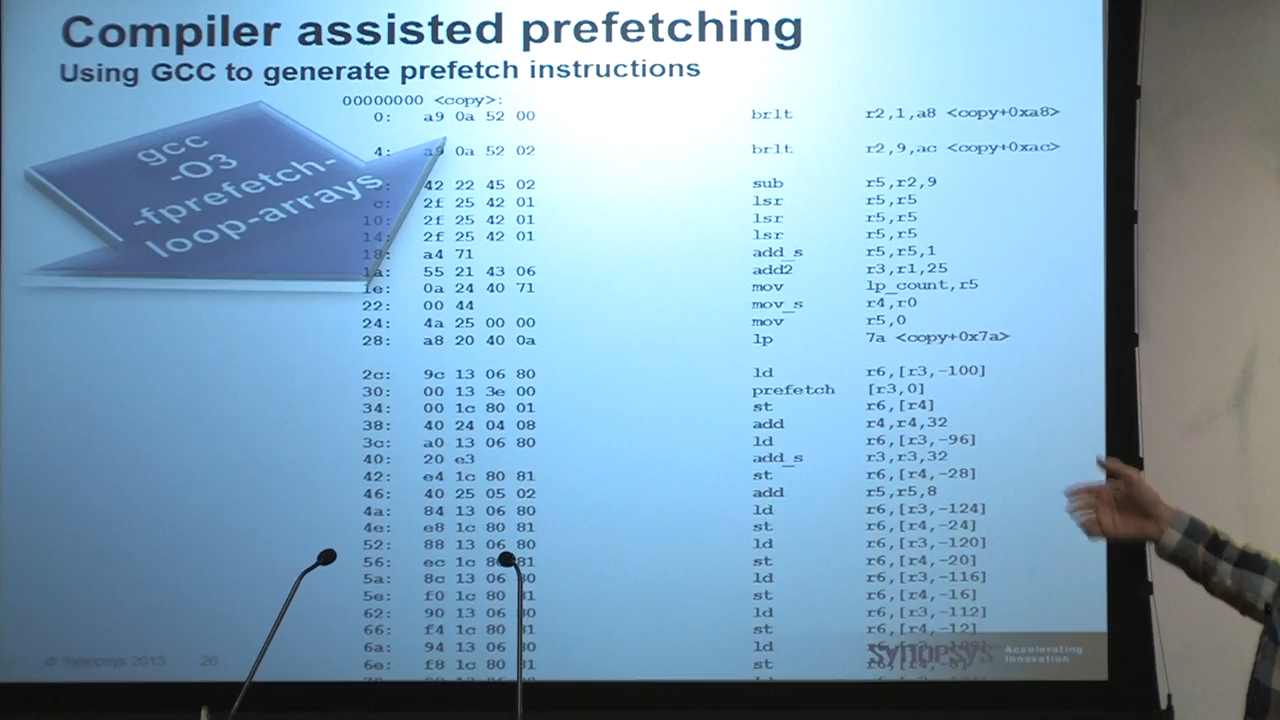 Compiler assisted prefetching
Using GCC to generate prefetch instructions
gcc
-O3
-fprefetch-
loop-arrays
00000000 <copy>:
0: a9 0a 52 00 brlt r2,1,a8 <copy+0xa8>
4: a9 0a 52 02 brlt r2,9,ac <copy+0xac>
42 22 45 02 sub r5,r2,9
c: 2f 25 42 01 lsr r5,r5
10: 2f 25 42 01 lsr r5,r5
14: 2f 25 42 01 lsr r5,r5
18: a4 71 add_s r5,r5,1
1a: 55 21 43 06 add2 r3,r1,25
1e: 0a 24 40 71 mov lp_count,r5
22: 00 44 mov_s r4,r0
24: 4a 25 00 00 mov r5,0
28: a8 20 40 0a lp 7a <copy+0x7a>
2c: 9c 13 06 80 ld r6,[r3,-100]
30: 00 13 3e 00 prefetch [r3,0]
34: 00 1c 80 01 st r6,[r4]
38: 40 24 04 08 add r4,r4,32
3c: a0 13 06 80 ld r6,[r3,-96]
40: 20 e3 add_s r3,r3,32
42: e4 1c 80 81 st r6,[r4,-28]
46: 40 25 05 02 add r5,r5,8
4a: 84 13 06 80 ld r6,[r3,-124]
4e: e8 1c 80 81 st r6,[r4,-24]
52: 88 13 06 80 ld r6,[r3,-120]
56: ec 1c 81 st r6,[r4,-20]
5a: 8c 13 06 ld r6,[r3,-116]
5e: f0 1c 80 st r6,[r4,-16]
62: 90 13 06 ld r6,[r3,-112]
66: f4 1c 80 st r6,[r4,-12]
6a: 94 13 06 ld
6e: f8 1c 80 st
© Synopsys 2013 26
SYNOPSYS Accelerating
Innovation